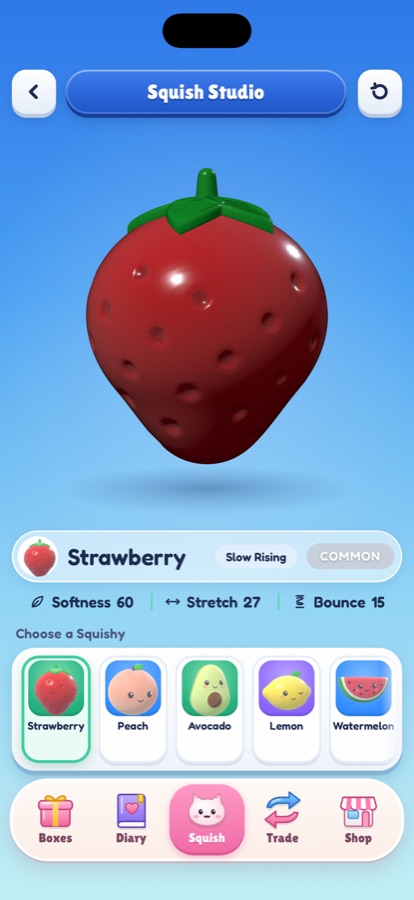 Squish Studio
Strawberry
Slow Rising
COMMON
Softness 60
Stretch 27
Bounce 15
Choose a Squishy
Strawberry
Peach
Avocado
Lemon
Watermelon
Boxes
Diary
Squish
Trade
Shop